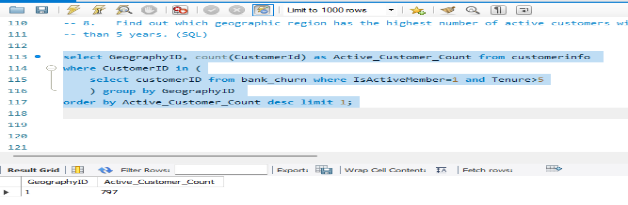 Limit to 1000 rows
110 -- 8. Find out which geographic region has the highest number of active customers wi
111 -- than 5 years. (SQL)
112
113 select GeographyID, count(CustomerId) as Active_Customer_Count from customerinfo
114 where CustomerID in (
115 select customerID from bank_churn where IsActiveMember=1 and Tenure>5
116 ) group by GeographyID
117 order by Active_Customer_Count desc limit 1;
118
119
120
121
Result Grid Filter Rows: Export: Wrap Cell Content: Fetch rows:
GeographyID Active_Customer_Count
1 797